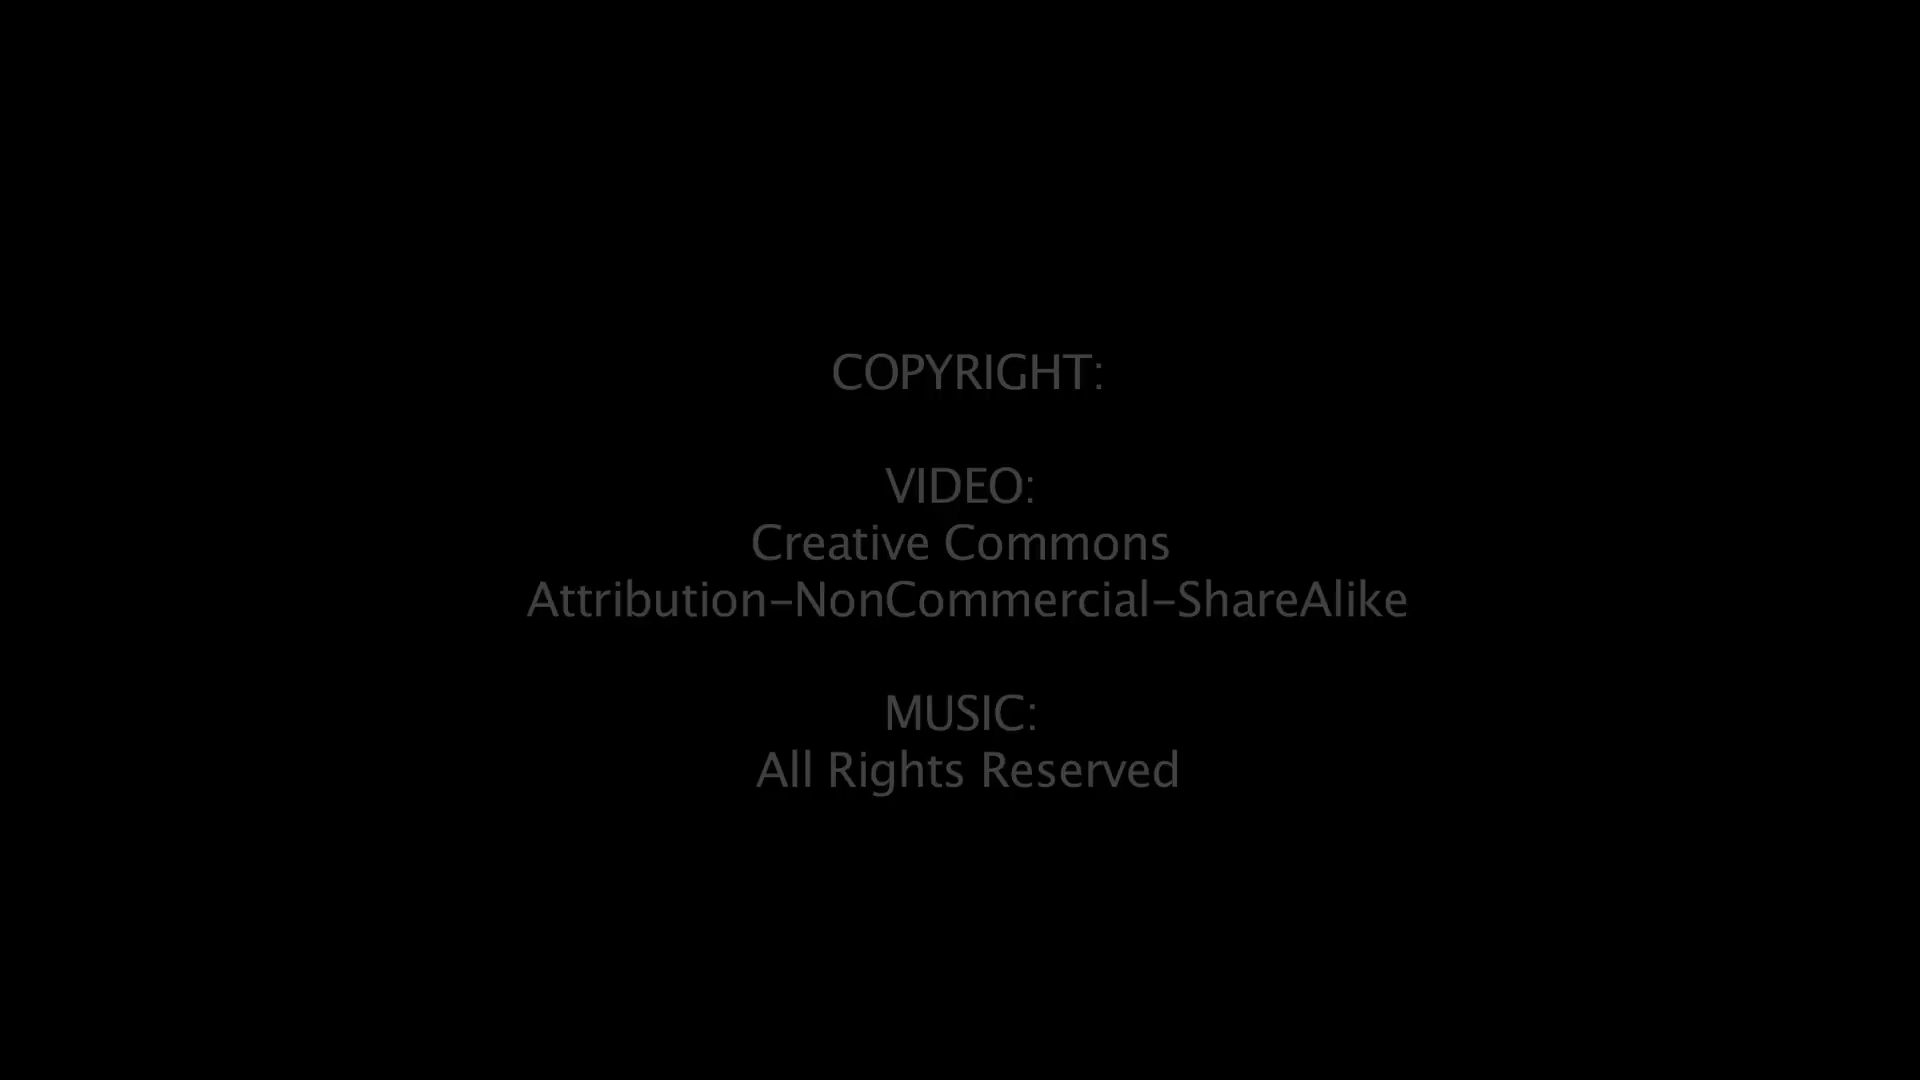 COPYRIGHT:
VIDEO:
Creative Commons
Attribution-NonCommercial-ShareAlike
MUSIC:
All Rights Reserved